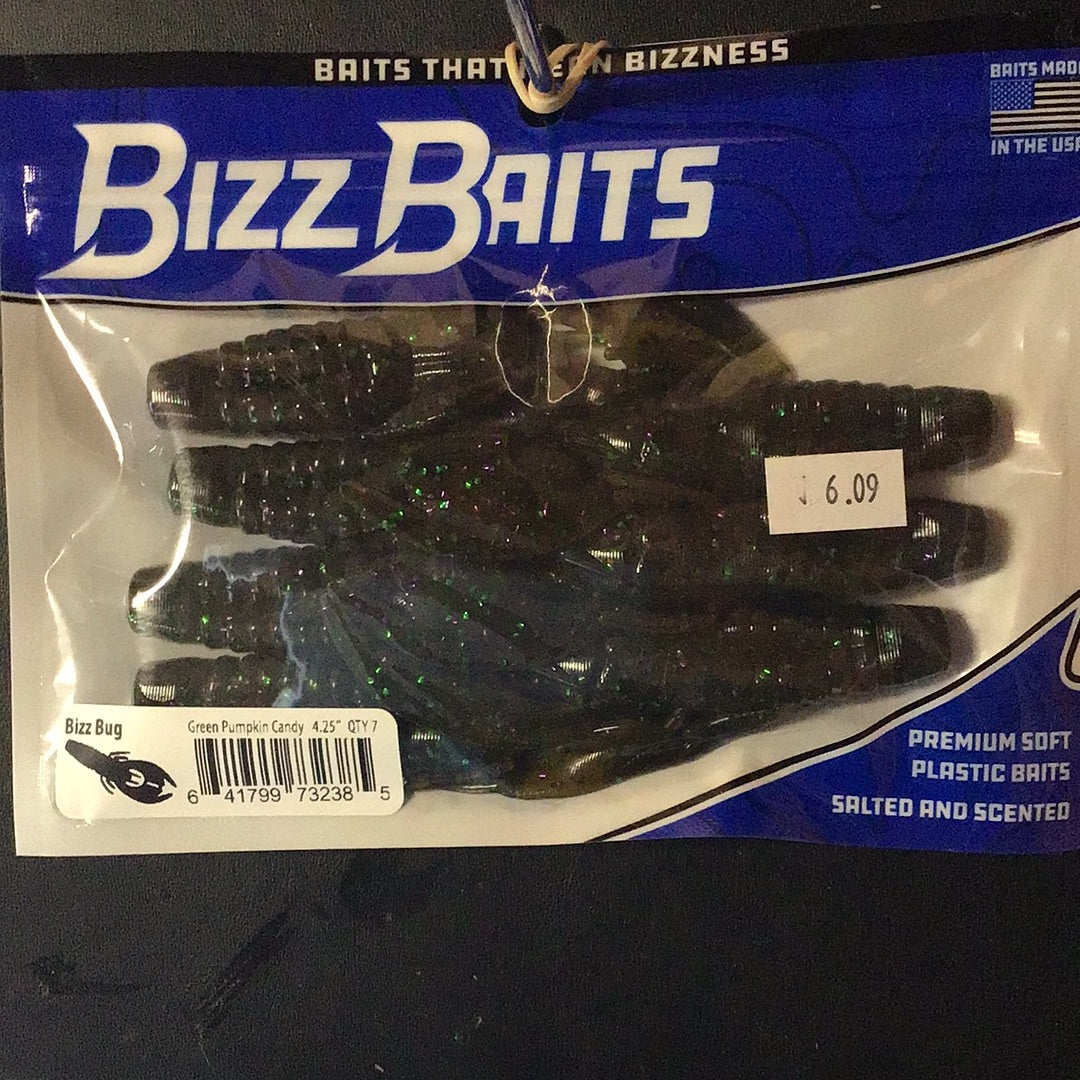 BAITS THAT MEAN BIZZNESS
BAITS MADE
IN THE USA
BIZZ BAITS
6.09
Bizz Bug
Green Pumpkin Candy 4.25" QTY 7
6 41799 73238 5
PREMIUM SOFT
PLASTIC BAITS
SALTED AND SCENTED